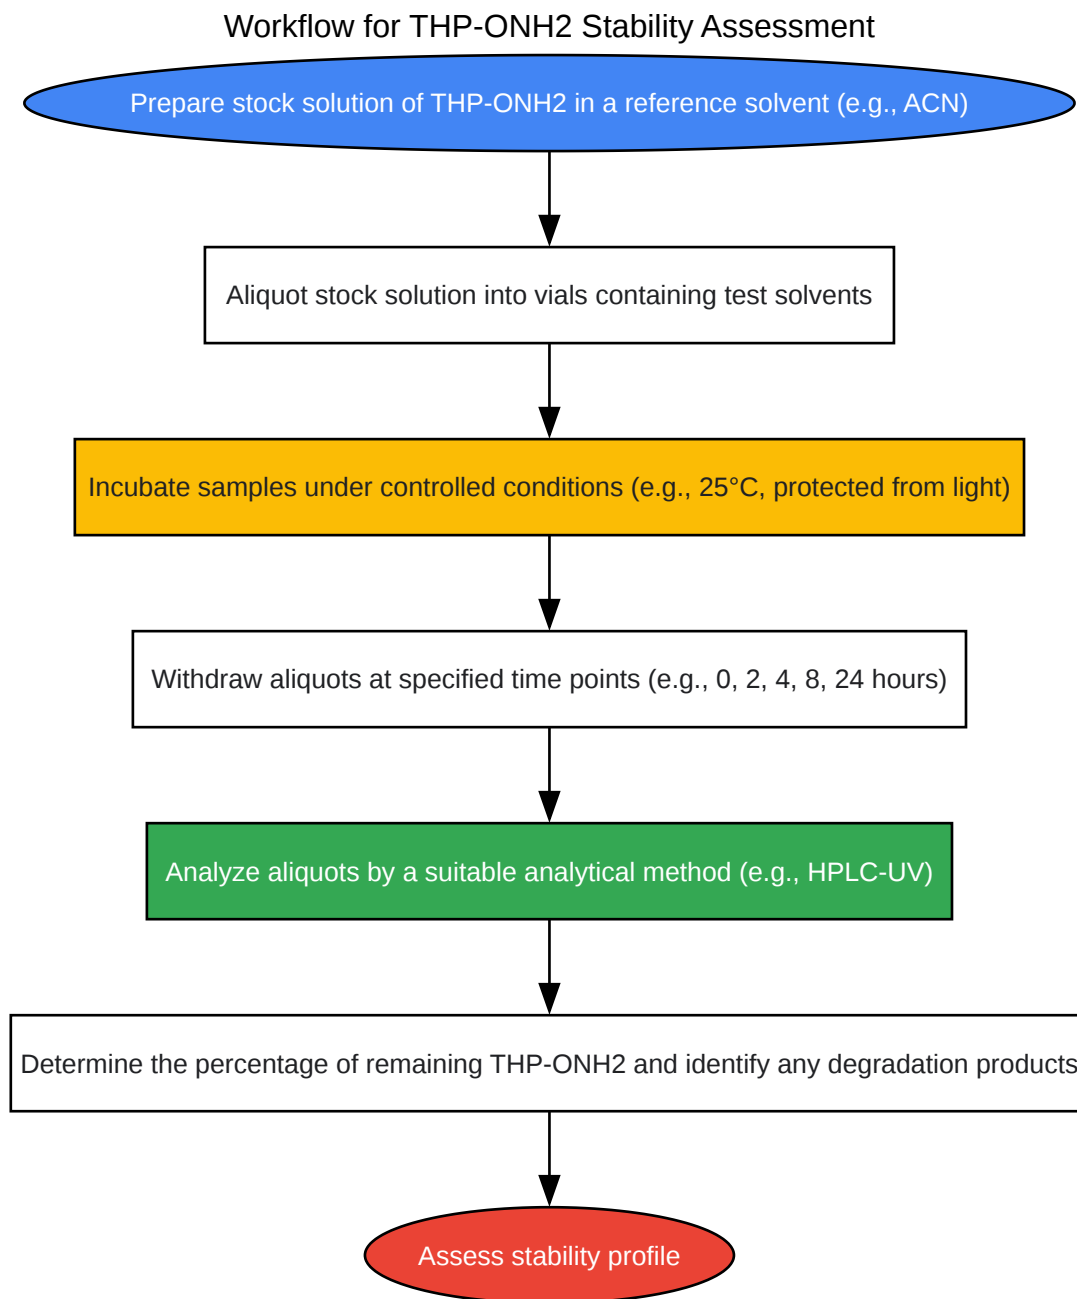 Workflow for THP-ONH2 Stability Assessment
Prepare stock solution of THP-ONH2 in a reference solvent (e.g., ACN)
Aliquot stock solution into vials containing test solvents
Incubate samples under controlled conditions (e.g., 25°C, protected from light)
Withdraw aliquots at specified time points (e.g., 0, 2, 4, 8, 24 hours)
Analyze aliquots by a suitable analytical method (e.g., HPLC-UV)
Determine the percentage of remaining THP-ONH2 and identify any degradation products
Assess stability profile